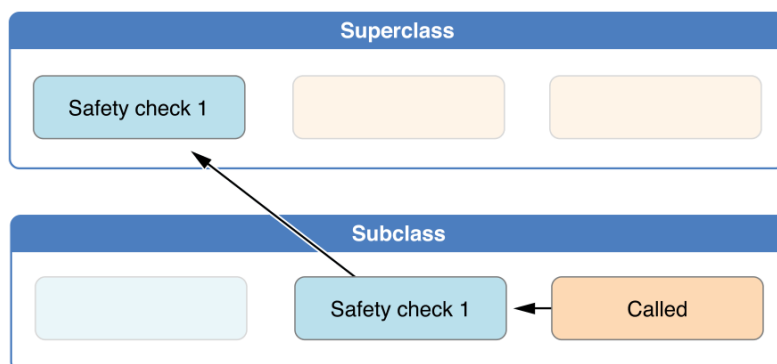 Superclass
Safety check 1
Subclass
Safety check 1
Called